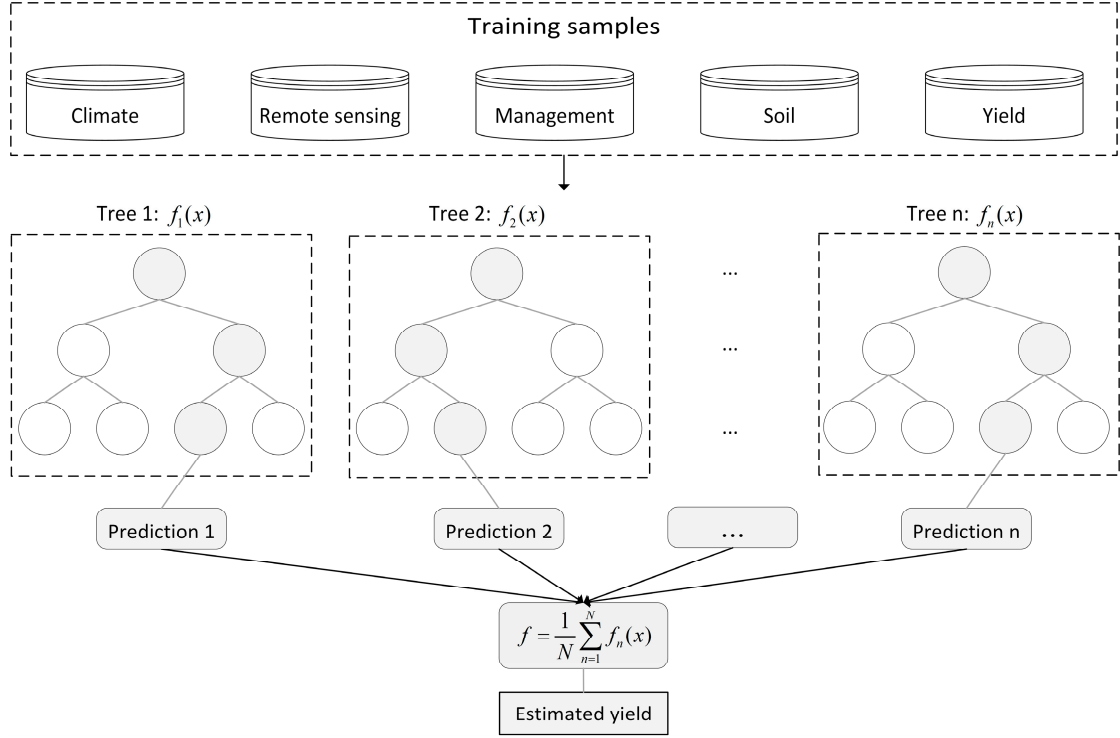 Training samples
Climate
Remote sensing
Management
Soil
Yield
Tree 1: f₁(x)
Tree 2: f₂(x)
Tree n: fₙ(x)
...
...
...
Prediction 1
Prediction 2
...
Prediction n
f = 1/N ∑_{n=1}^{N} fₙ(x)
Estimated yield